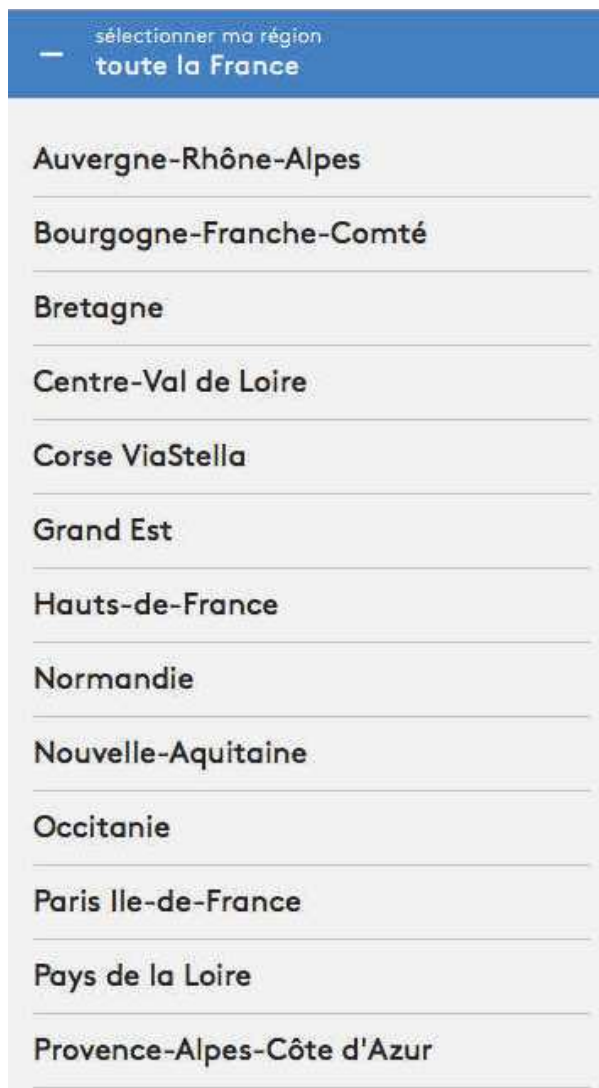 sélectionner ma région
toute la France
Auvergne-Rhône-Alpes
Bourgogne-Franche-Comté
Bretagne
Centre-Val de Loire
Corse ViaStella
Grand Est
Hauts-de-France
Normandie
Nouvelle-Aquitaine
Occitanie
Paris Ile-de-France
Pays de la Loire
Provence-Alpes-Côte d'Azur